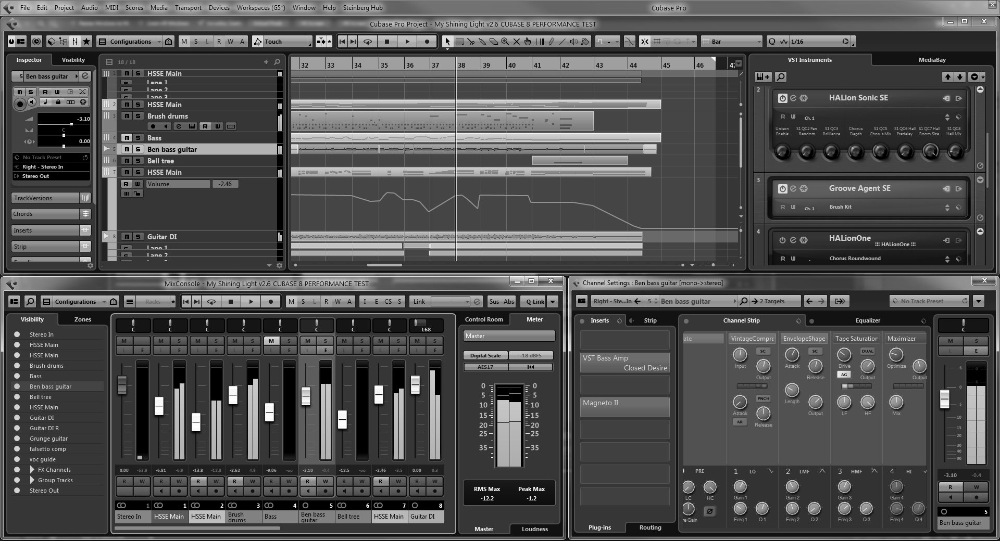 File Edit Project Audio MIDI Scores Media Transport Devices Workspaces (G5*) Window Help Steinberg Hub Cubase Pro
Cubase Pro Project - My Shining Light v2.6 CUBASE 8 PERFORMANCE TEST
Configurations M S L R W A Touch Bar Q 1/16
Inspector Visibility
5 Ben bass guitar
m S R W
-3.10
C
0.00
No Track Preset
Right - Stereo In
Stereo Out
TrackVersions
Chords
Inserts
Strip
18 / 18
1 m S HSSE Main
Lane 1
Lane 2
Lane 3
2 m S HSSE Main
3 m S Brush drums
R W
4 m S Bass
5 m S Ben bass guitar
6 m S Bell tree
7 m S HSSE Main
R W Volume -2.46
8 m S Guitar DI
Lane 1
Lane 2
32 33 34 35 36 37 38 39 40 41 42 43 44 45 46 47
VST Instruments MediaBay
2
HALion Sonic SE
R W Ch. 1
Unison Enable
S1 QC2 Pan Random
S1 QC3 Brilliance
Chorus Depth
S1 QC5 Chorus Mix
S1 QC6 Hall Predelay
S1 QC7 Hall Room Size
S1 QC8 Hall Mix
3
Groove Agent SE
R W Ch. 1 Brush Kit
4
HALionOne
!!! HALionOne !!!
R W - Chorus Roundwound
MixConsole - My Shining Light v2.6 CUBASE 8 PERFORMANCE TEST
Configurations Racks M S L R W A I E CS S Link - Sus Abs Q-Link
Visibility Zones
Stereo In
HSSE Main
HSSE Main
Brush drums
Bass
Ben bass guitar
Bell tree
HSSE Main
Guitar DI
Guitar DI R
Grunge guitar
falsetto comp
voc guide
FX Channels
Group Tracks
Stereo Out
C C C C C C C C L68
M M S M S M S M S M S M S M S M S
L E L E L E L E L E L E L E L E L E
0.00 -53.9 -6.81 -6.9 -13.8 -12.8 -2.62 4.9 -9.06 -oo -3.10 -0.4 -12.5 -oo -2.46 -3.5 0.00 0.3
R W R W R W R W R W R W R W R W R W
1 1 2 3 4 5 6 7 8
Stereo In HSSE Main HSSE Main Brush drums Bass Ben bass guitar Bell tree HSSE Main Guitar DI
Control Room Meter
Master
Digital Scale -18 dBFS
AES17
0 0
5 5
10 10
15 15
20 20
25 25
35 35
RMS Max Peak Max
-12.2 -1.2
Master Loudness
Channel Settings : Ben bass guitar [mono->stereo]
Right - Ste...In 5 Ben bass guitar 2 Targets No Track Preset
Inserts Strip
VST Bass Amp
Closed Desire
Magneto II
Plug-ins Routing
Channel Strip Equalizer
ate VintageCompre EnvelopeShape Tape Saturation Maximizer
SC SC DUAL
Input Attack Drive Optimize
Output Release AG Output Output
PNCH Length
Attack Output LF HF Mix
AR Release
PRE 1 LO 2 LMF 3 HMF 4 HI
LC HC Gain 1 Gain 2 Gain 3 Gain 4
re Gain Freq 1 Q 1 Freq 2 Q 2 Freq 3 Q 3 Freq 4 Q 4
C
M S
L E
6
0
5
10
15
20
30
40
00
-3.10 -0.4
R W
5
Ben bass guitar